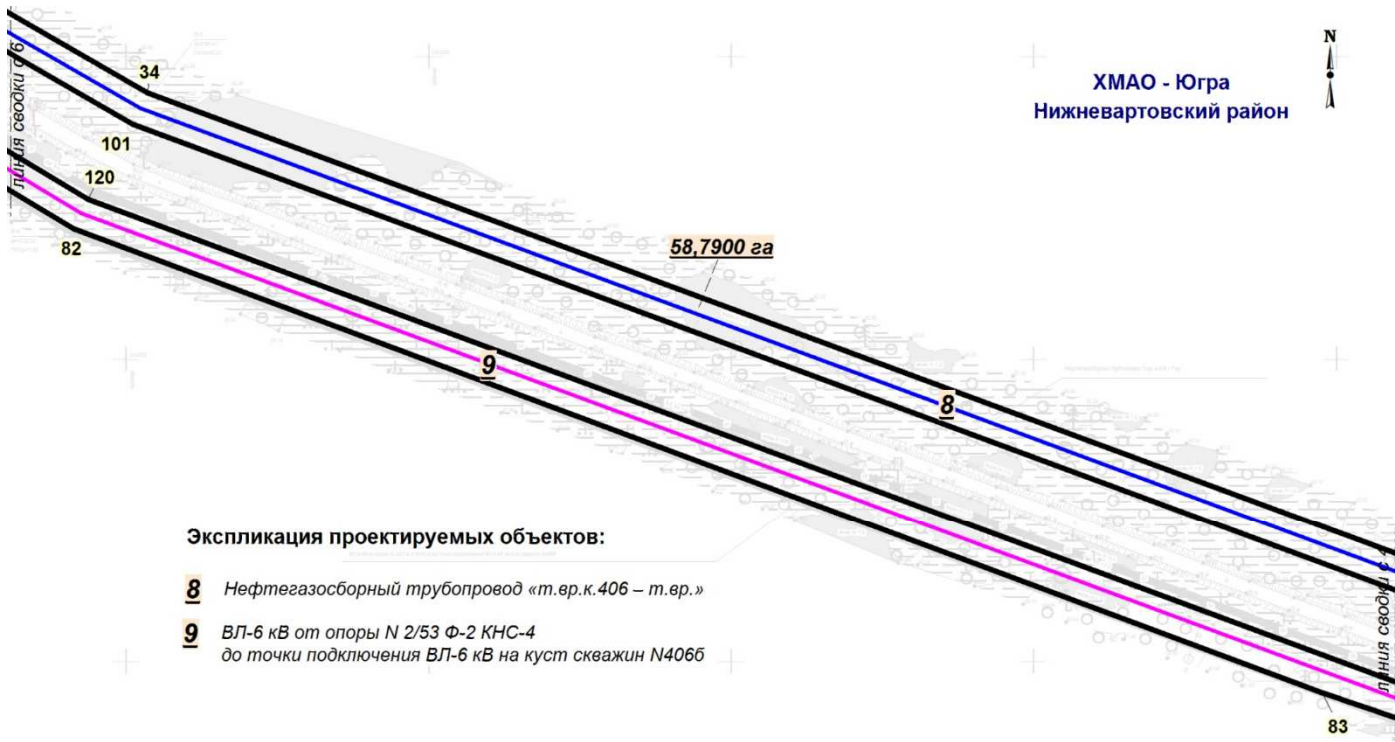 N
ХМАО - Югра
Нижневартовский район
линия сводки с 6
34
101
120
82
58,7900 га
9
8
Экспликация проектируемых объектов:
8 Нефтегазосборный трубопровод «т.вр.к.406 – т.вр.»
9 ВЛ-6 кВ от опоры N 2/53 Ф-2 КНС-4
до точки подключения ВЛ-6 кВ на куст скважин N406б
линия сводки с 4
83